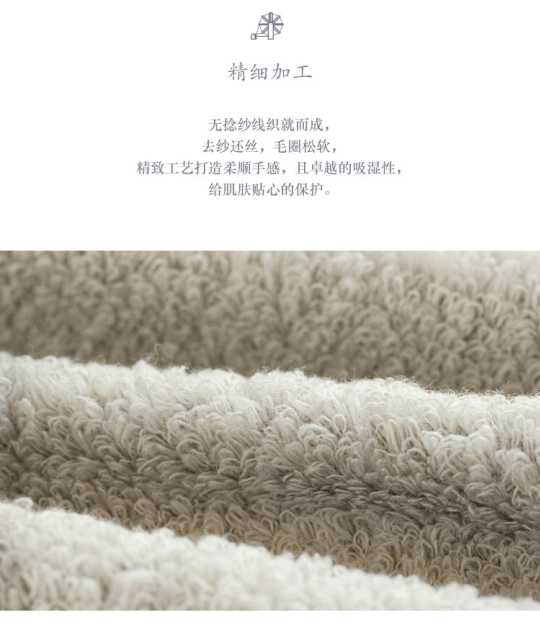 精细加工
无捻纱线织就而成，
去纱还丝，毛圈松软，
精致工艺打造柔顺手感，且卓越的吸湿性，
给肌肤贴心的保护。